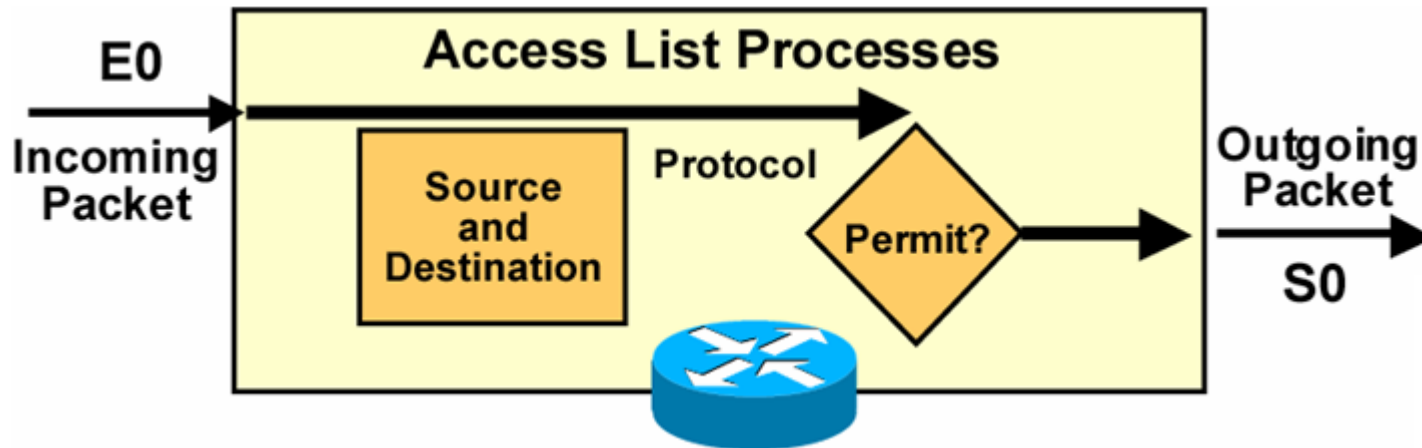 Access List Processes
E0
Incoming
Packet
Source
and
Destination
Protocol
Permit?
Outgoing
Packet
S0